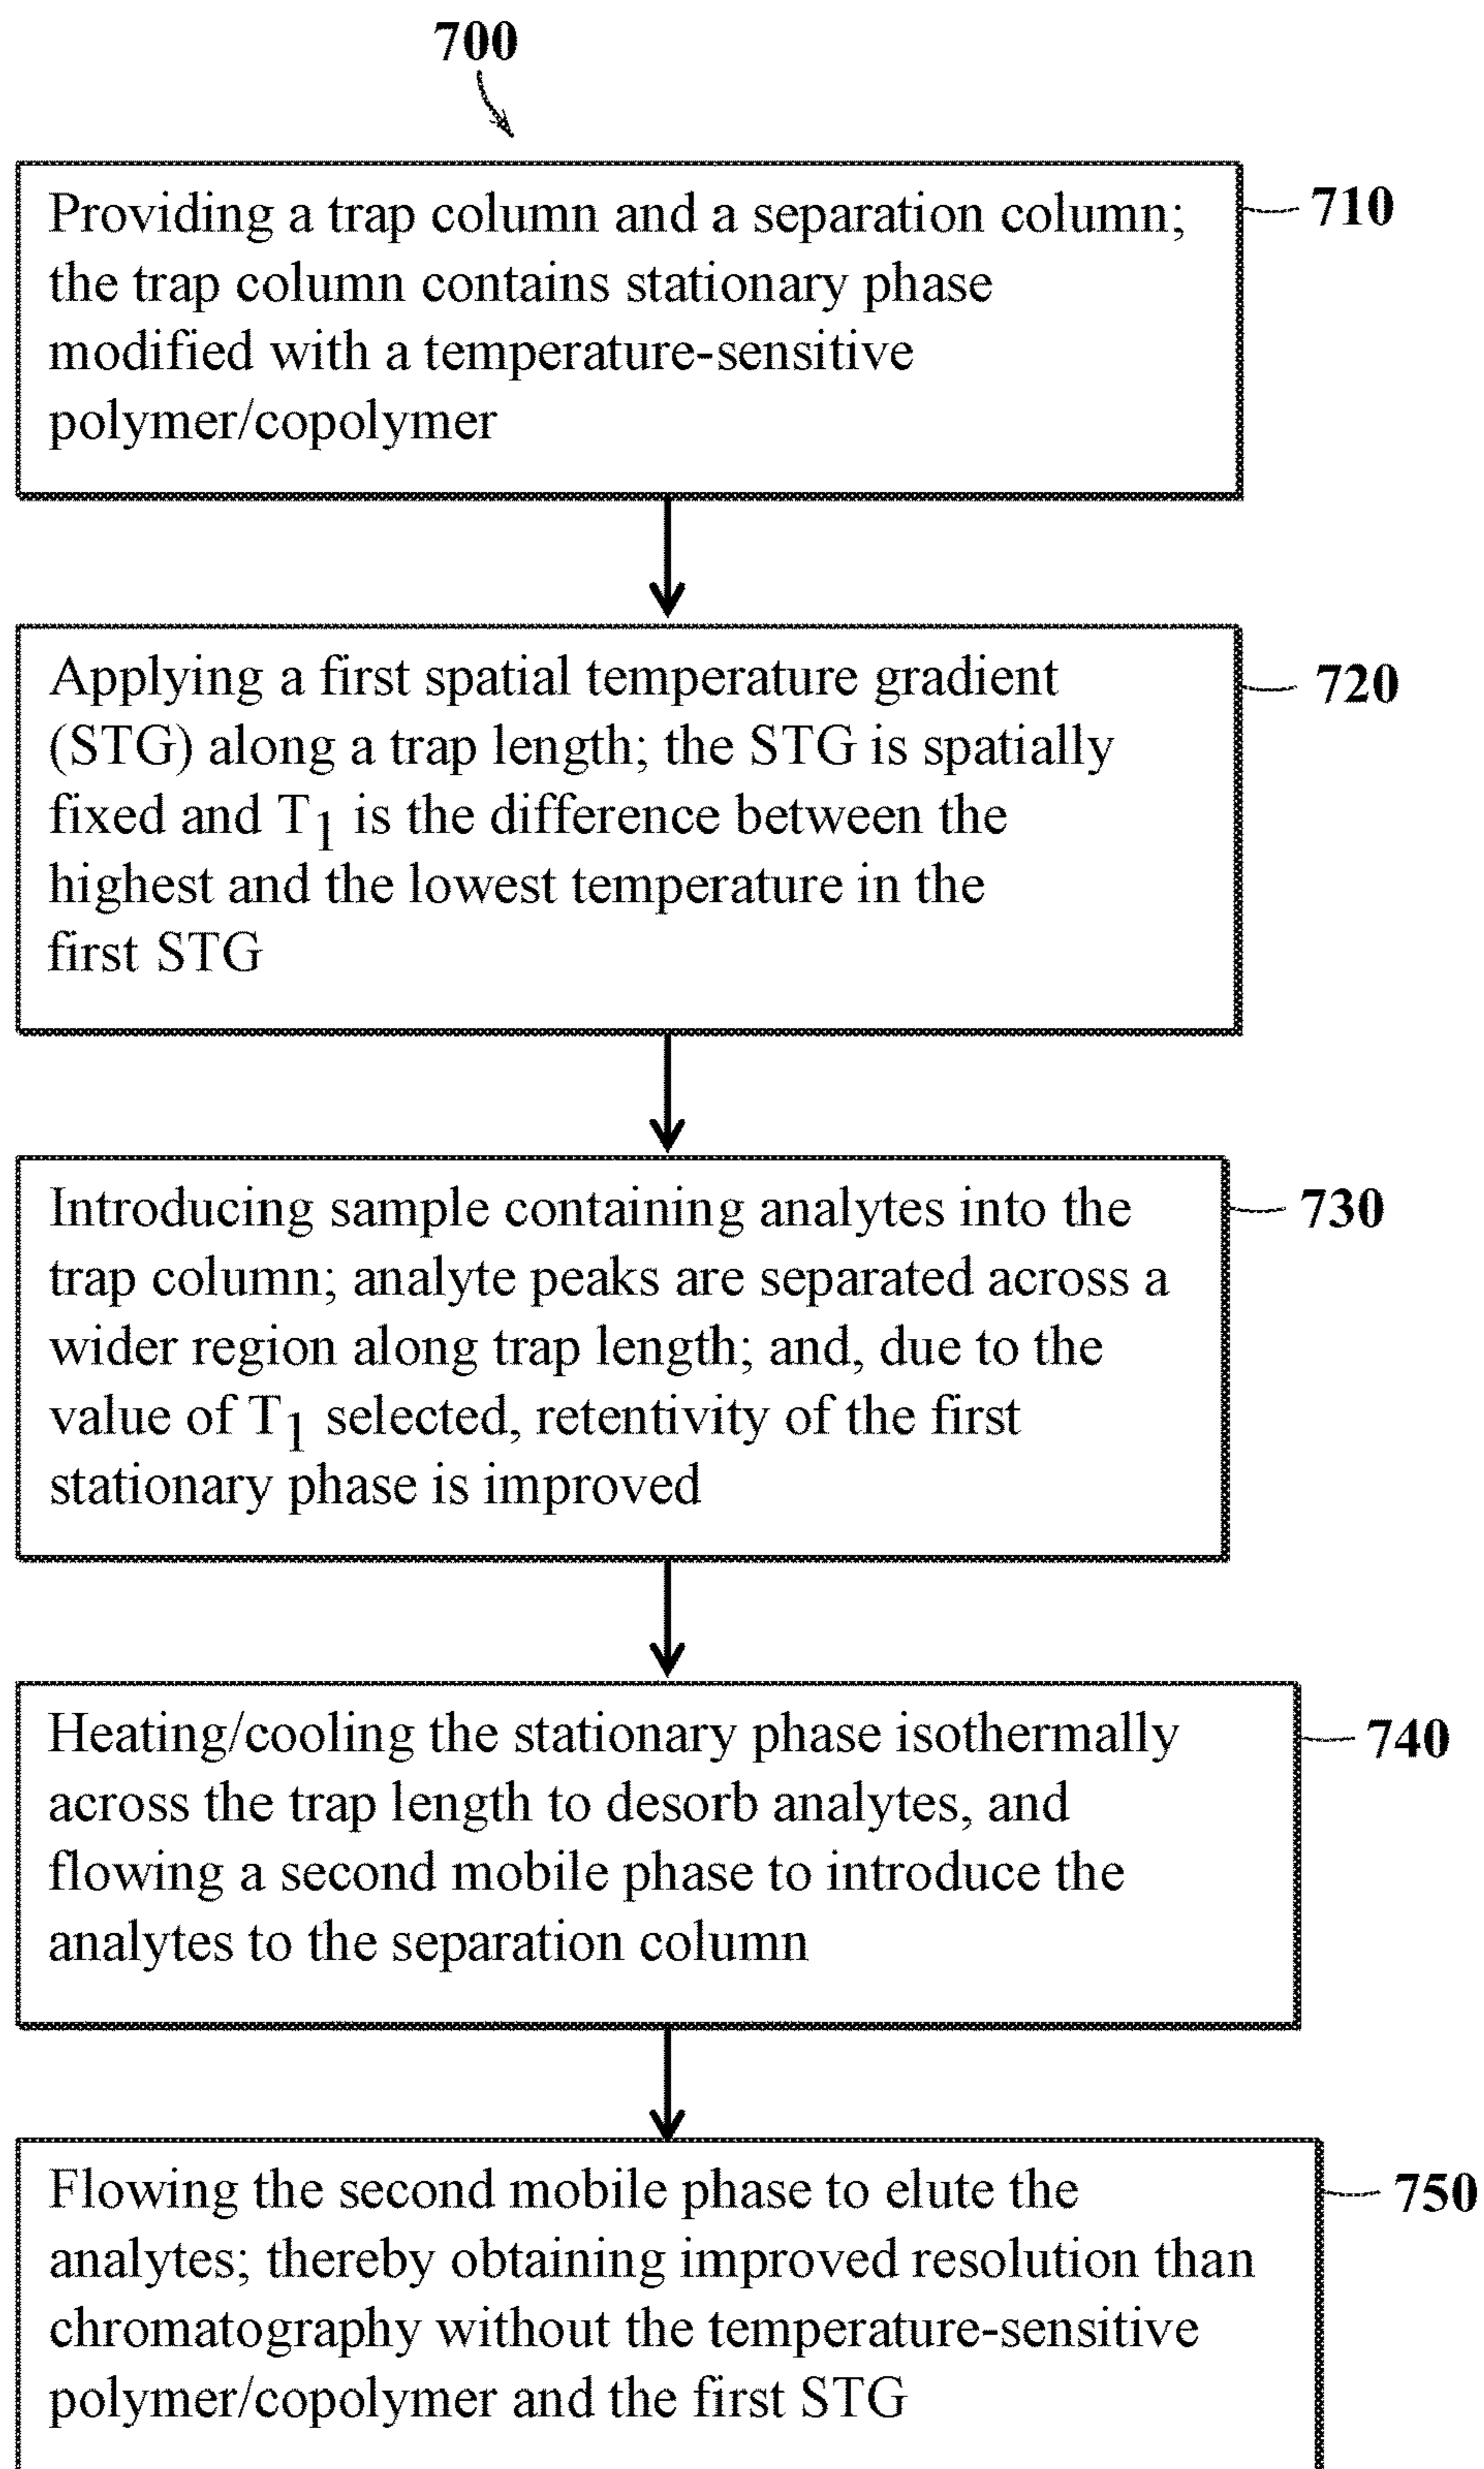 700
Providing a trap column and a separation column;
the trap column contains stationary phase
modified with a temperature-sensitive
polymer/copolymer
710
Applying a first spatial temperature gradient
(STG) along a trap length; the STG is spatially
fixed and T1 is the difference between the
highest and the lowest temperature in the
first STG
720
Introducing sample containing analytes into the
trap column; analyte peaks are separated across a
wider region along trap length; and, due to the
value of T1 selected, retentivity of the first
stationary phase is improved
730
Heating/cooling the stationary phase isothermally
across the trap length to desorb analytes, and
flowing a second mobile phase to introduce the
analytes to the separation column
740
Flowing the second mobile phase to elute the
analytes; thereby obtaining improved resolution than
chromatography without the temperature-sensitive
polymer/copolymer and the first STG
750